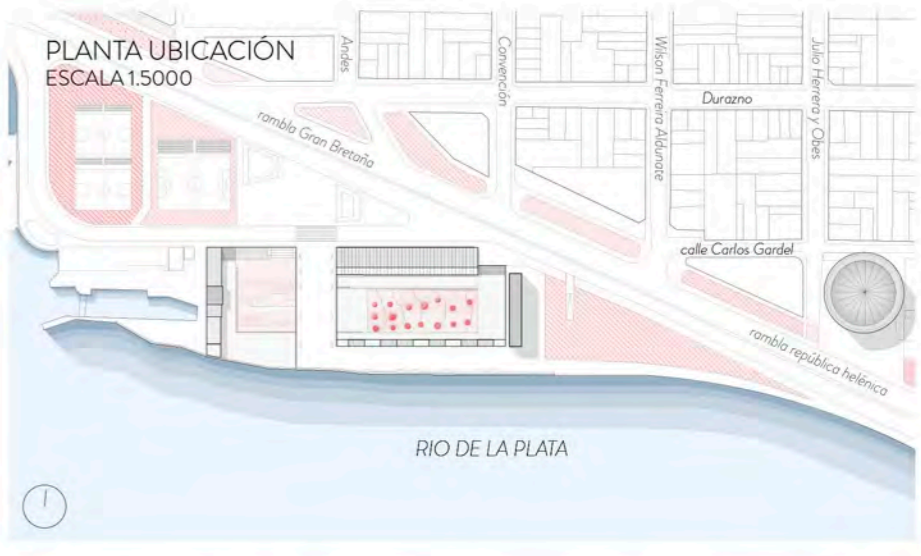 PLANTA UBICACIÓN
ESCALA 1.5000
Andes
Convención
Wilson Ferreira Aldunate
Julio Herrera y Obes
Durazno
rambla Gran Bretaña
calle Carlos Gardel
rambla república helénica
RIO DE LA PLATA